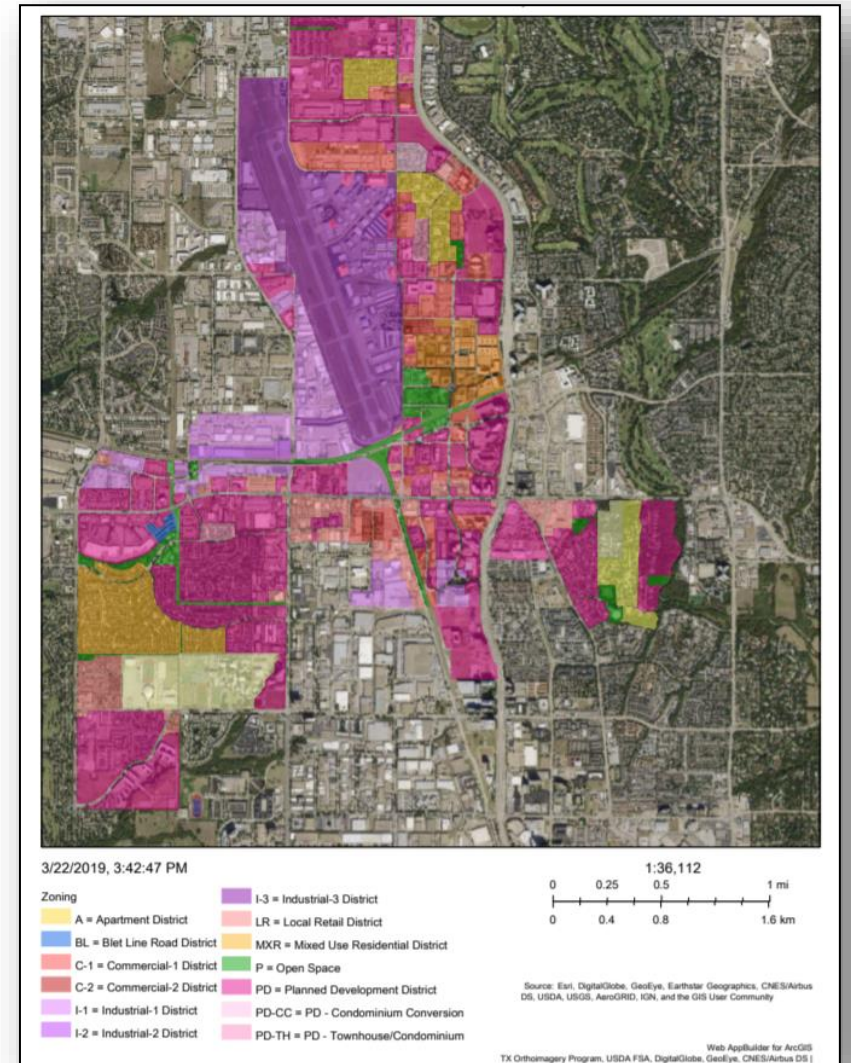 3/22/2019, 3:42:47 PM
1:36,112
0 0.25 0.5 1 mi
0 0.4 0.8 1.6 km
Zoning
A = Apartment District
BL = Blet Line Road District
C-1 = Commercial-1 District
C-2 = Commercial-2 District
I-1 = Industrial-1 District
I-2 = Industrial-2 District
I-3 = Industrial-3 District
LR = Local Retail District
MXR = Mixed Use Residential District
P = Open Space
PD = Planned Development District
PD-CC = PD - Condominium Conversion
PD-TH = PD - Townhouse/Condominium
Source: Esri, DigitalGlobe, GeoEye, Earthstar Geographics, CNES/Airbus
DS, USDA, USGS, AeroGRID, IGN, and the GIS User Community
Web AppBuilder for ArcGIS
TX Orthoimagery Program, USDA FSA, DigitalGlobe, GeoEye, CNES/Airbus DS |